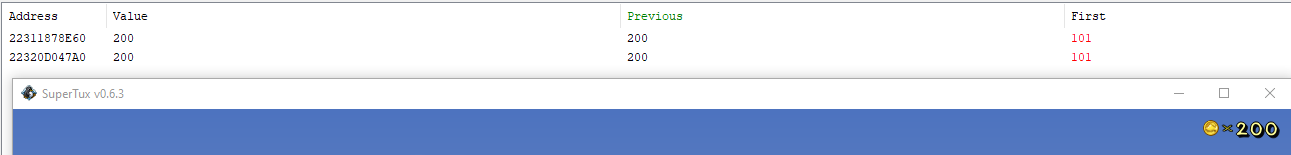 Address Value Previous First
22311878E60 200 200 101
22320D047A0 200 200 101
SuperTux v0.6.3
×200